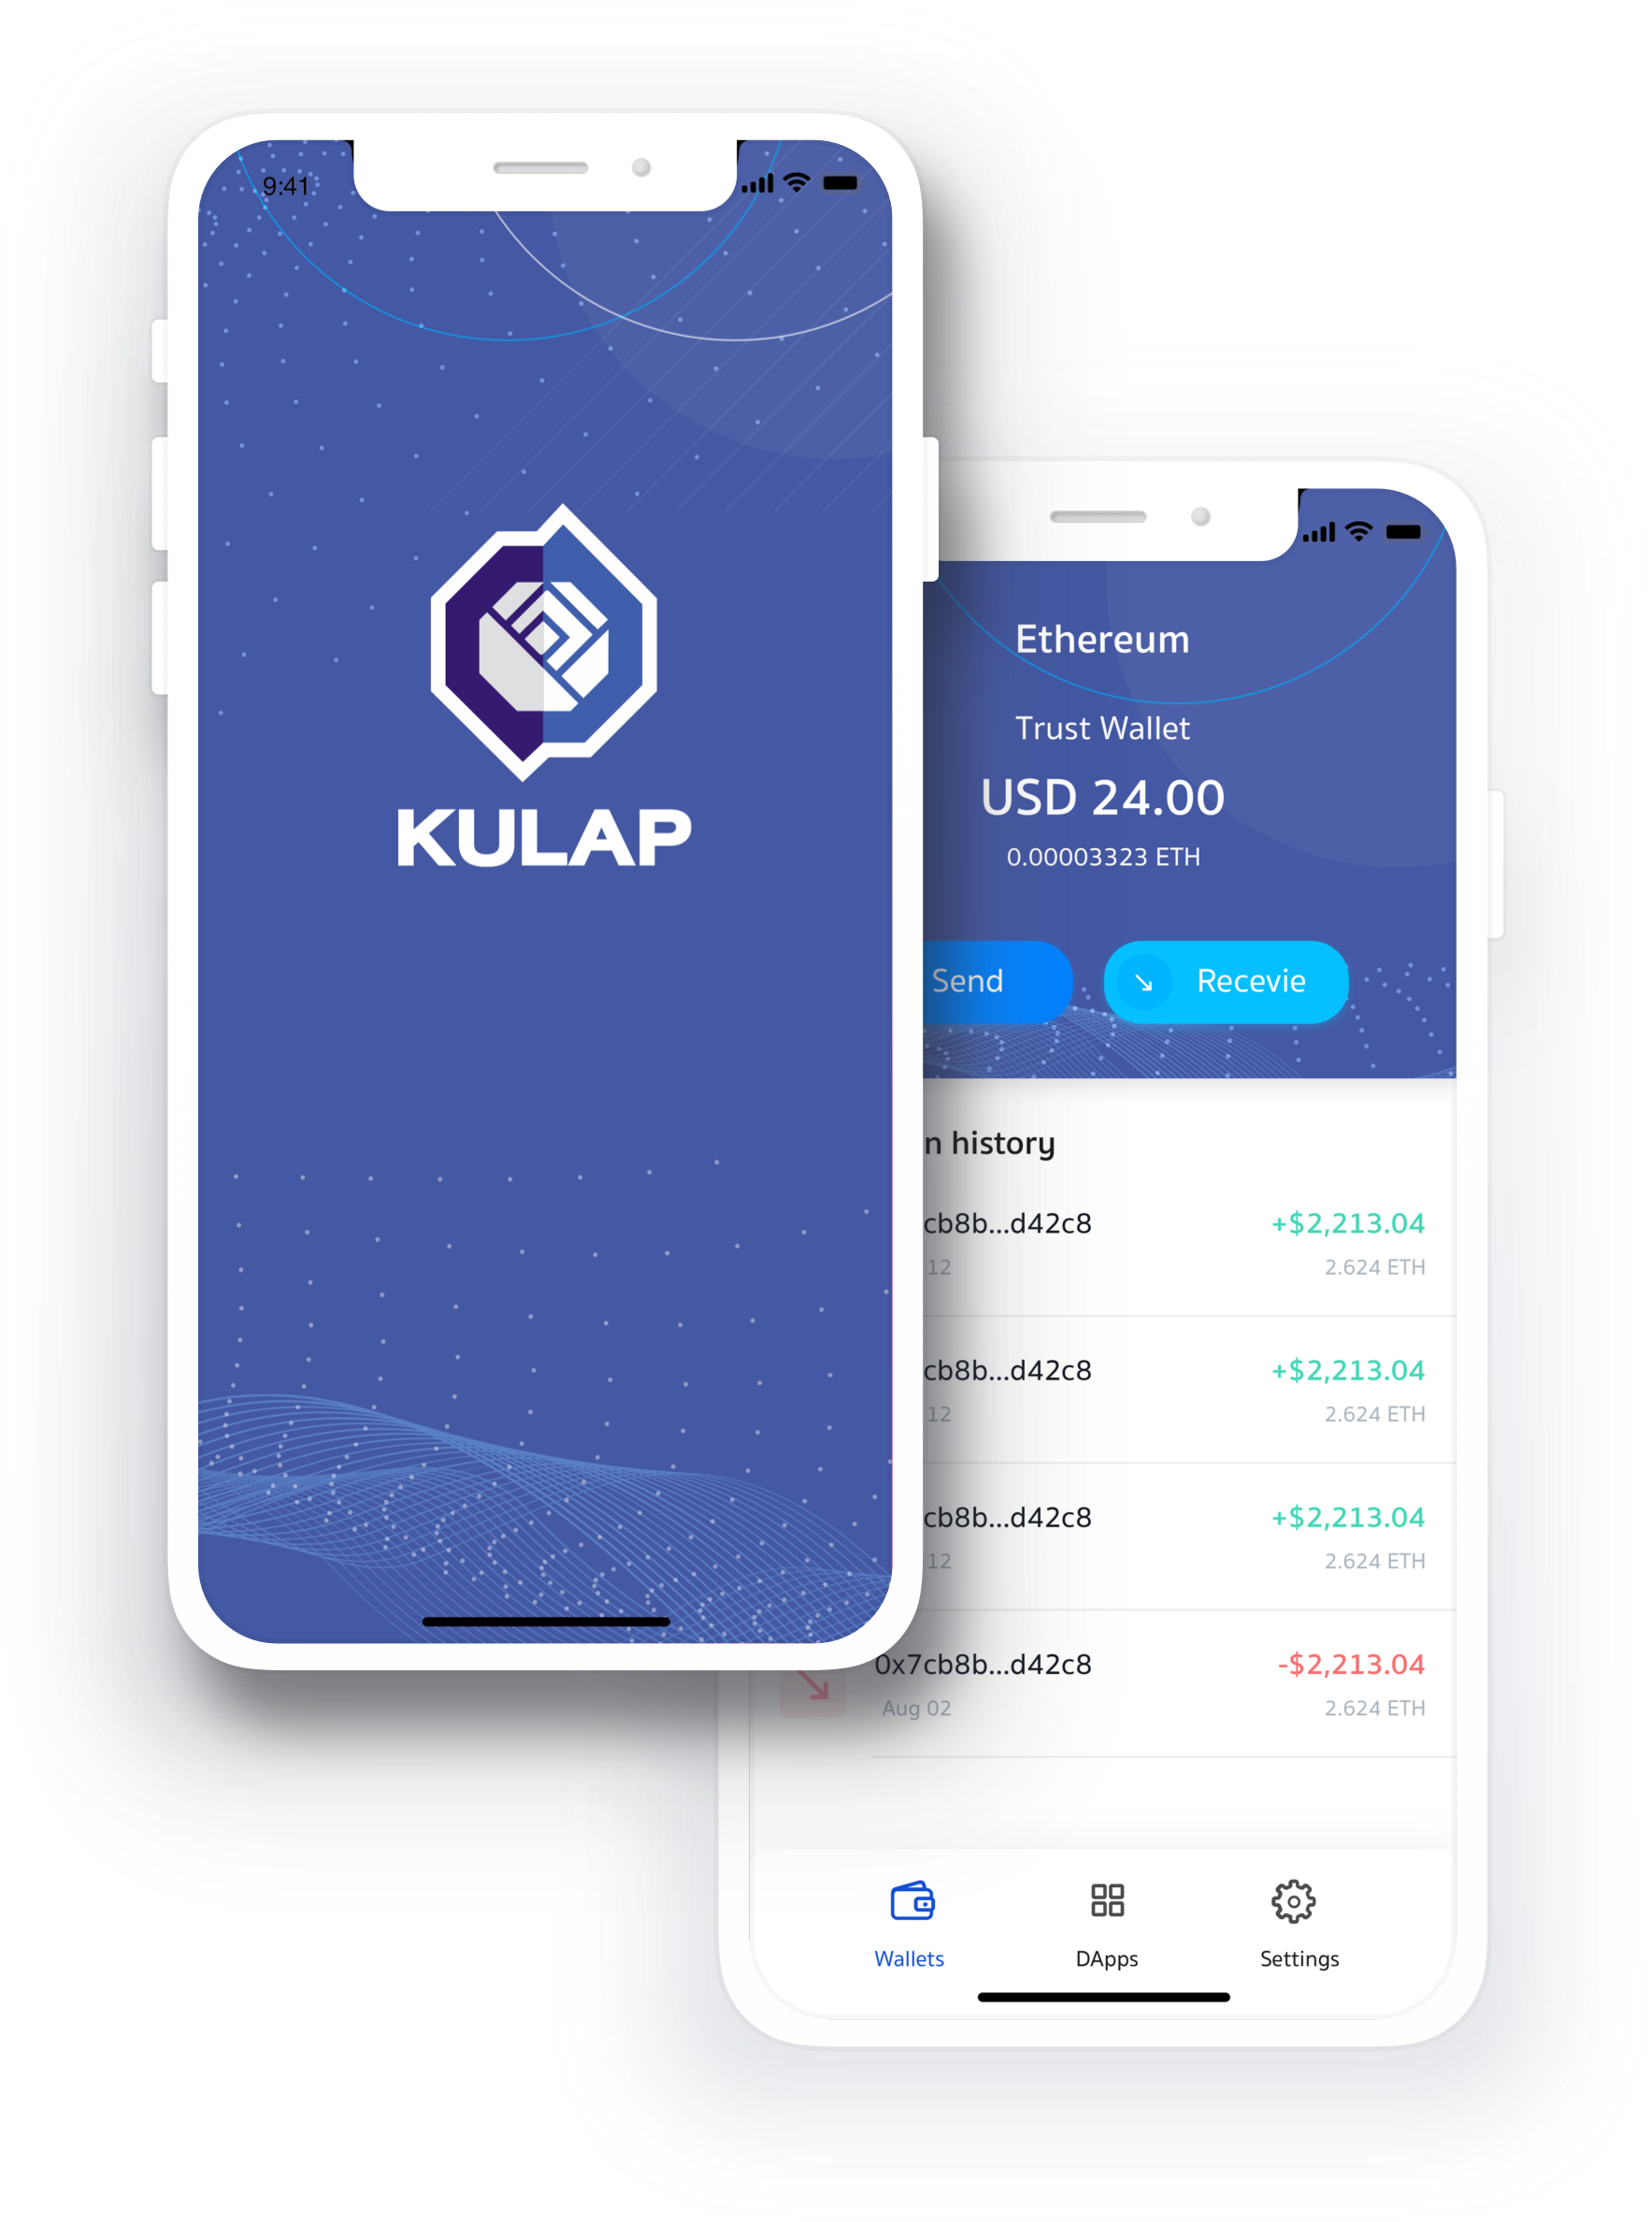 9:41
KULAP
Ethereum
Trust Wallet
USD 24.00
0.00003323 ETH
Send
Recevie
n history
cb8b...d42c8 +$2,213.04
12 2.624 ETH
cb8b...d42c8 +$2,213.04
12 2.624 ETH
cb8b...d42c8 +$2,213.04
12 2.624 ETH
0x7cb8b...d42c8 -$2,213.04
Aug 02 2.624 ETH
Wallets DApps Settings